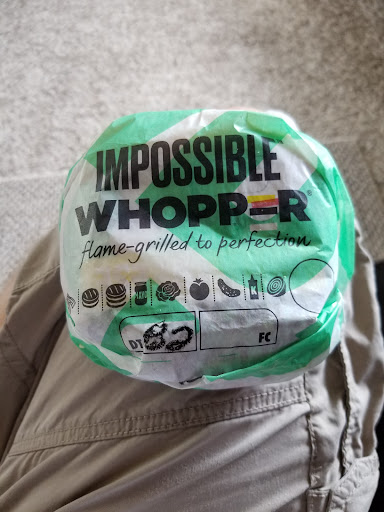 IMPOSSIBLE
WHOPPER®
flame-grilled to perfection
DT FC